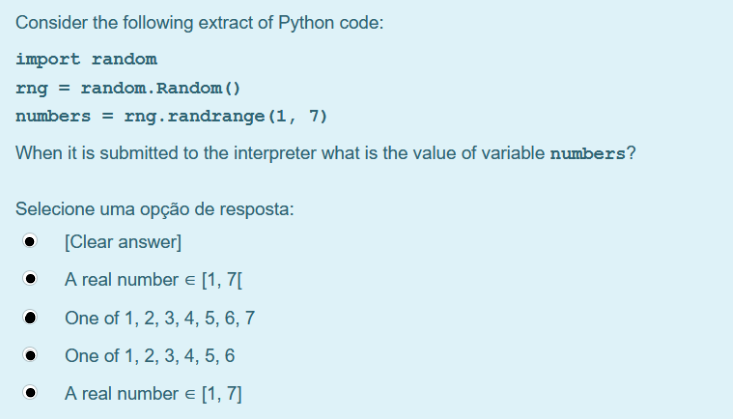 Consider the following extract of Python code:
import random
rng = random.Random()
numbers = rng.randrange(1, 7)
When it is submitted to the interpreter what is the value of variable numbers?
Selecione uma opção de resposta:
[Clear answer]
A real number ∈ [1, 7[
One of 1, 2, 3, 4, 5, 6, 7
One of 1, 2, 3, 4, 5, 6
A real number ∈ [1, 7]